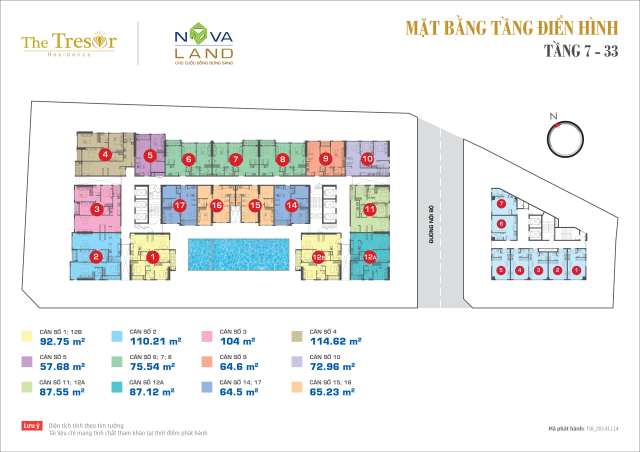 The Tresor
Residence
NOVA
LAND
CHO CUỘC SỐNG BỪNG SÁNG
MẶT BẰNG TẦNG ĐIỂN HÌNH
TẦNG 7 - 33
N
4
5
6
7
8
9
10
3
17
16
15
14
11
2
1
12B
12A
ĐƯỜNG NỘI BỘ
7
6
5
4
3
2
1
CĂN SỐ 1; 12B
92.75 m²
CĂN SỐ 2
110.21 m²
CĂN SỐ 3
104 m²
CĂN SỐ 4
114.62 m²
CĂN SỐ 5
57.68 m²
CĂN SỐ 6; 7; 8
75.54 m²
CĂN SỐ 9
64.6 m²
CĂN SỐ 10
72.96 m²
CĂN SỐ 11; 12A
87.55 m²
CĂN SỐ 12A
87.12 m²
CĂN SỐ 14; 17
64.5 m²
CĂN SỐ 15, 16
65.23 m²
Lưu ý
Diện tích tính theo tim tường
Tài liệu chỉ mang tính chất tham khảo tại thời điểm phát hành
Mã phát hành: TSR_20141114